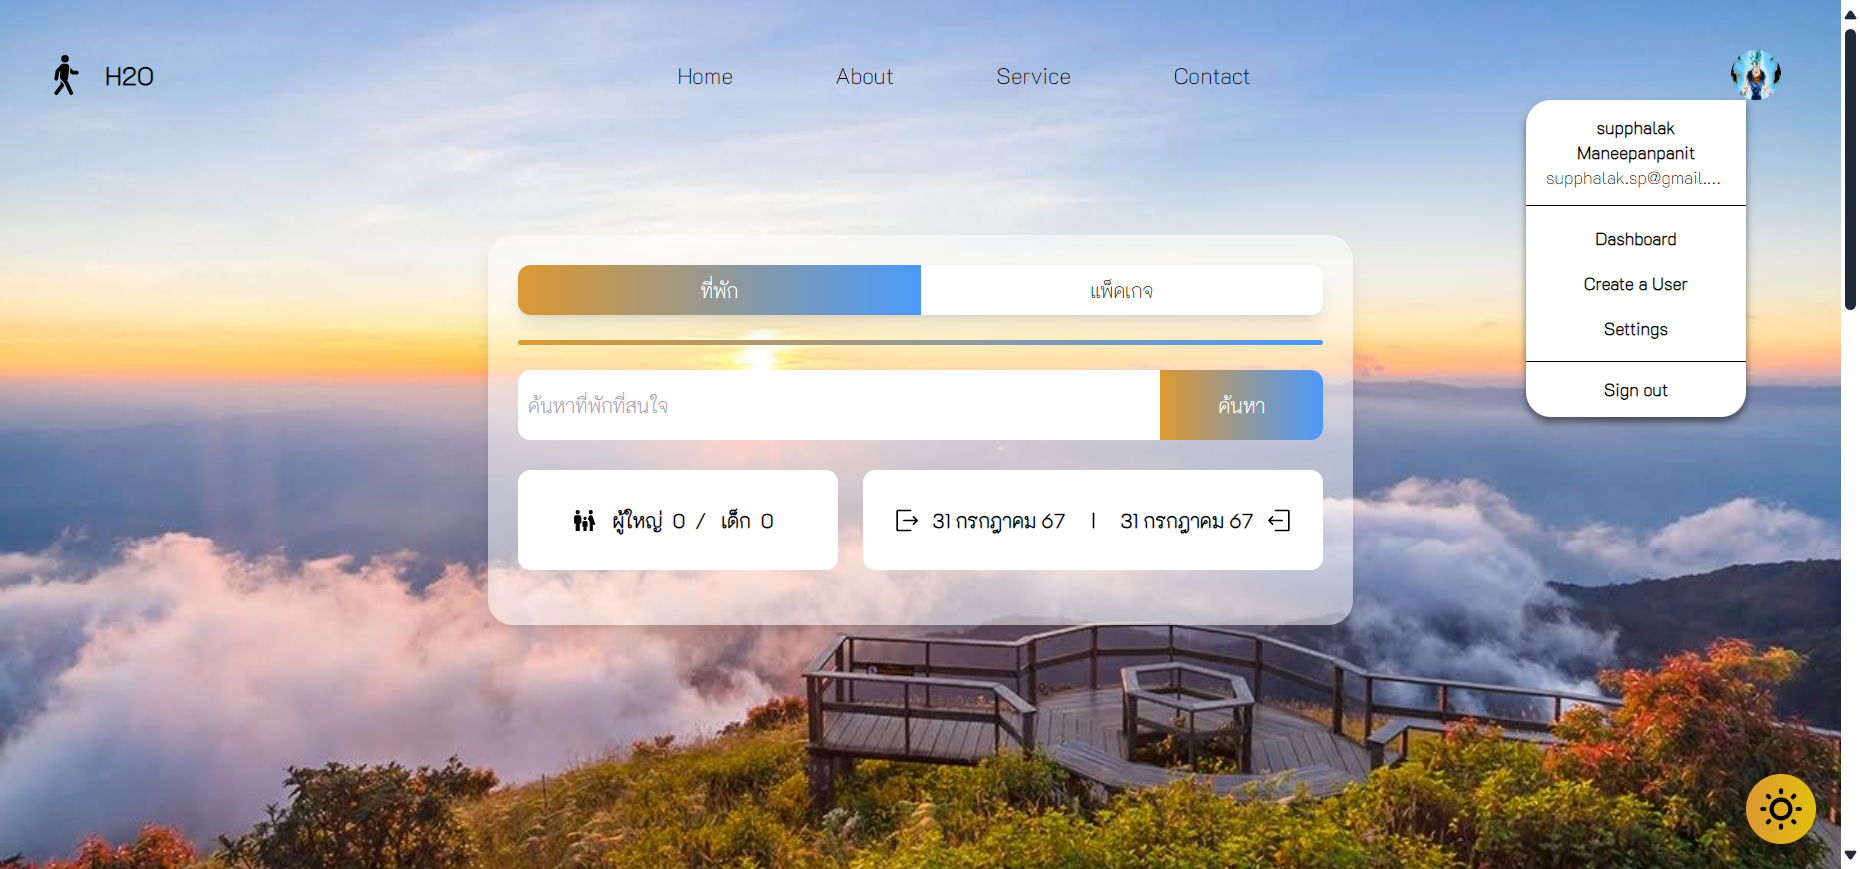 H2O
Home
About
Service
Contact
supphalak
Maneepanpanit
supphalak.sp@gmail....
Dashboard
Create a User
Settings
Sign out
ที่พัก
แพ็คเกจ
ค้นหาที่พักที่สนใจ
ค้นหา
ผู้ใหญ่ 0 / เด็ก 0
31 กรกฎาคม 67 | 31 กรกฎาคม 67